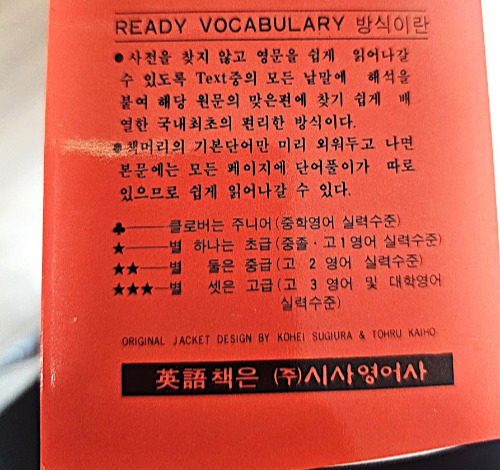 READY VOCABULARY 방식이란
● 사전을 찾지 않고 영문을 쉽게 읽어나갈
수 있도록 Text중의 모든 낱말에 해석을
붙여 해당 원문의 맞은편에 찾기 쉽게 배
열한 국내최초의 편리한 방식이다.
● 책머리의 기본단어만 미리 외워두고 나면
본문에는 모든 페이지에 단어풀이가 따로
있으므로 쉽게 읽어나갈 수 있다.
♣――클로버는 주니어 (중학영어 실력수준)
★――별 하나는 초급 (중졸·고1영어 실력수준)
★★―별 둘은 중급 (고 2 영어 실력수준)
★★★―별 셋은 고급 (고 3 영어 및 대학영어
실력수준)
ORIGINAL JACKET DESIGN BY KOHEI SUGIURA & TOHRU KAIHO
英語책은 (주)시사영어사